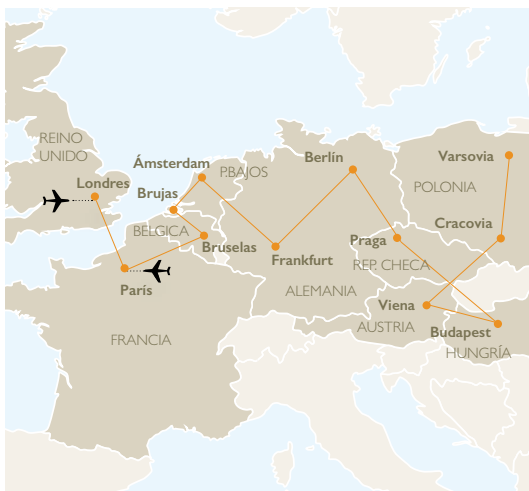 REINO
UNIDO
Londres
Ámsterdam
P.BAJOS
Brujas
BELGICA
Bruselas
París
FRANCIA
Berlín
Frankfurt
ALEMANIA
Varsovia
POLONIA
Cracovia
Praga
REP. CHECA
Viena
AUSTRIA
Budapest
HUNGRÍA